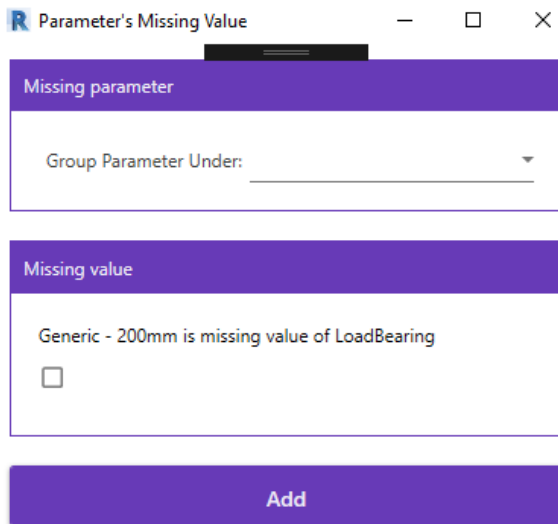 Parameter's Missing Value
Missing parameter
Group Parameter Under:
Missing value
Generic - 200mm is missing value of LoadBearing
Add